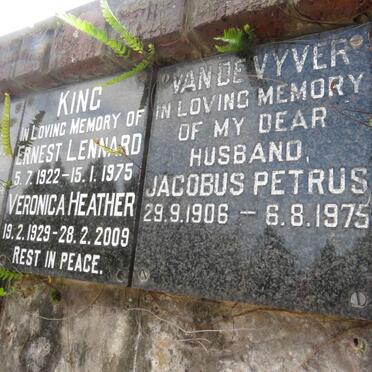 KING
IN LOVING MEMORY OF
ERNEST LENNARD
5.7.1922-15.1.1975
VERONICA HEATHER
19.2.1929-28.2.2009
REST IN PEACE.
VAN DE VYVER
IN LOVING MEMORY
OF MY DEAR
HUSBAND,
JACOBUS PETRUS
29.9.1906 - 6.8.1975